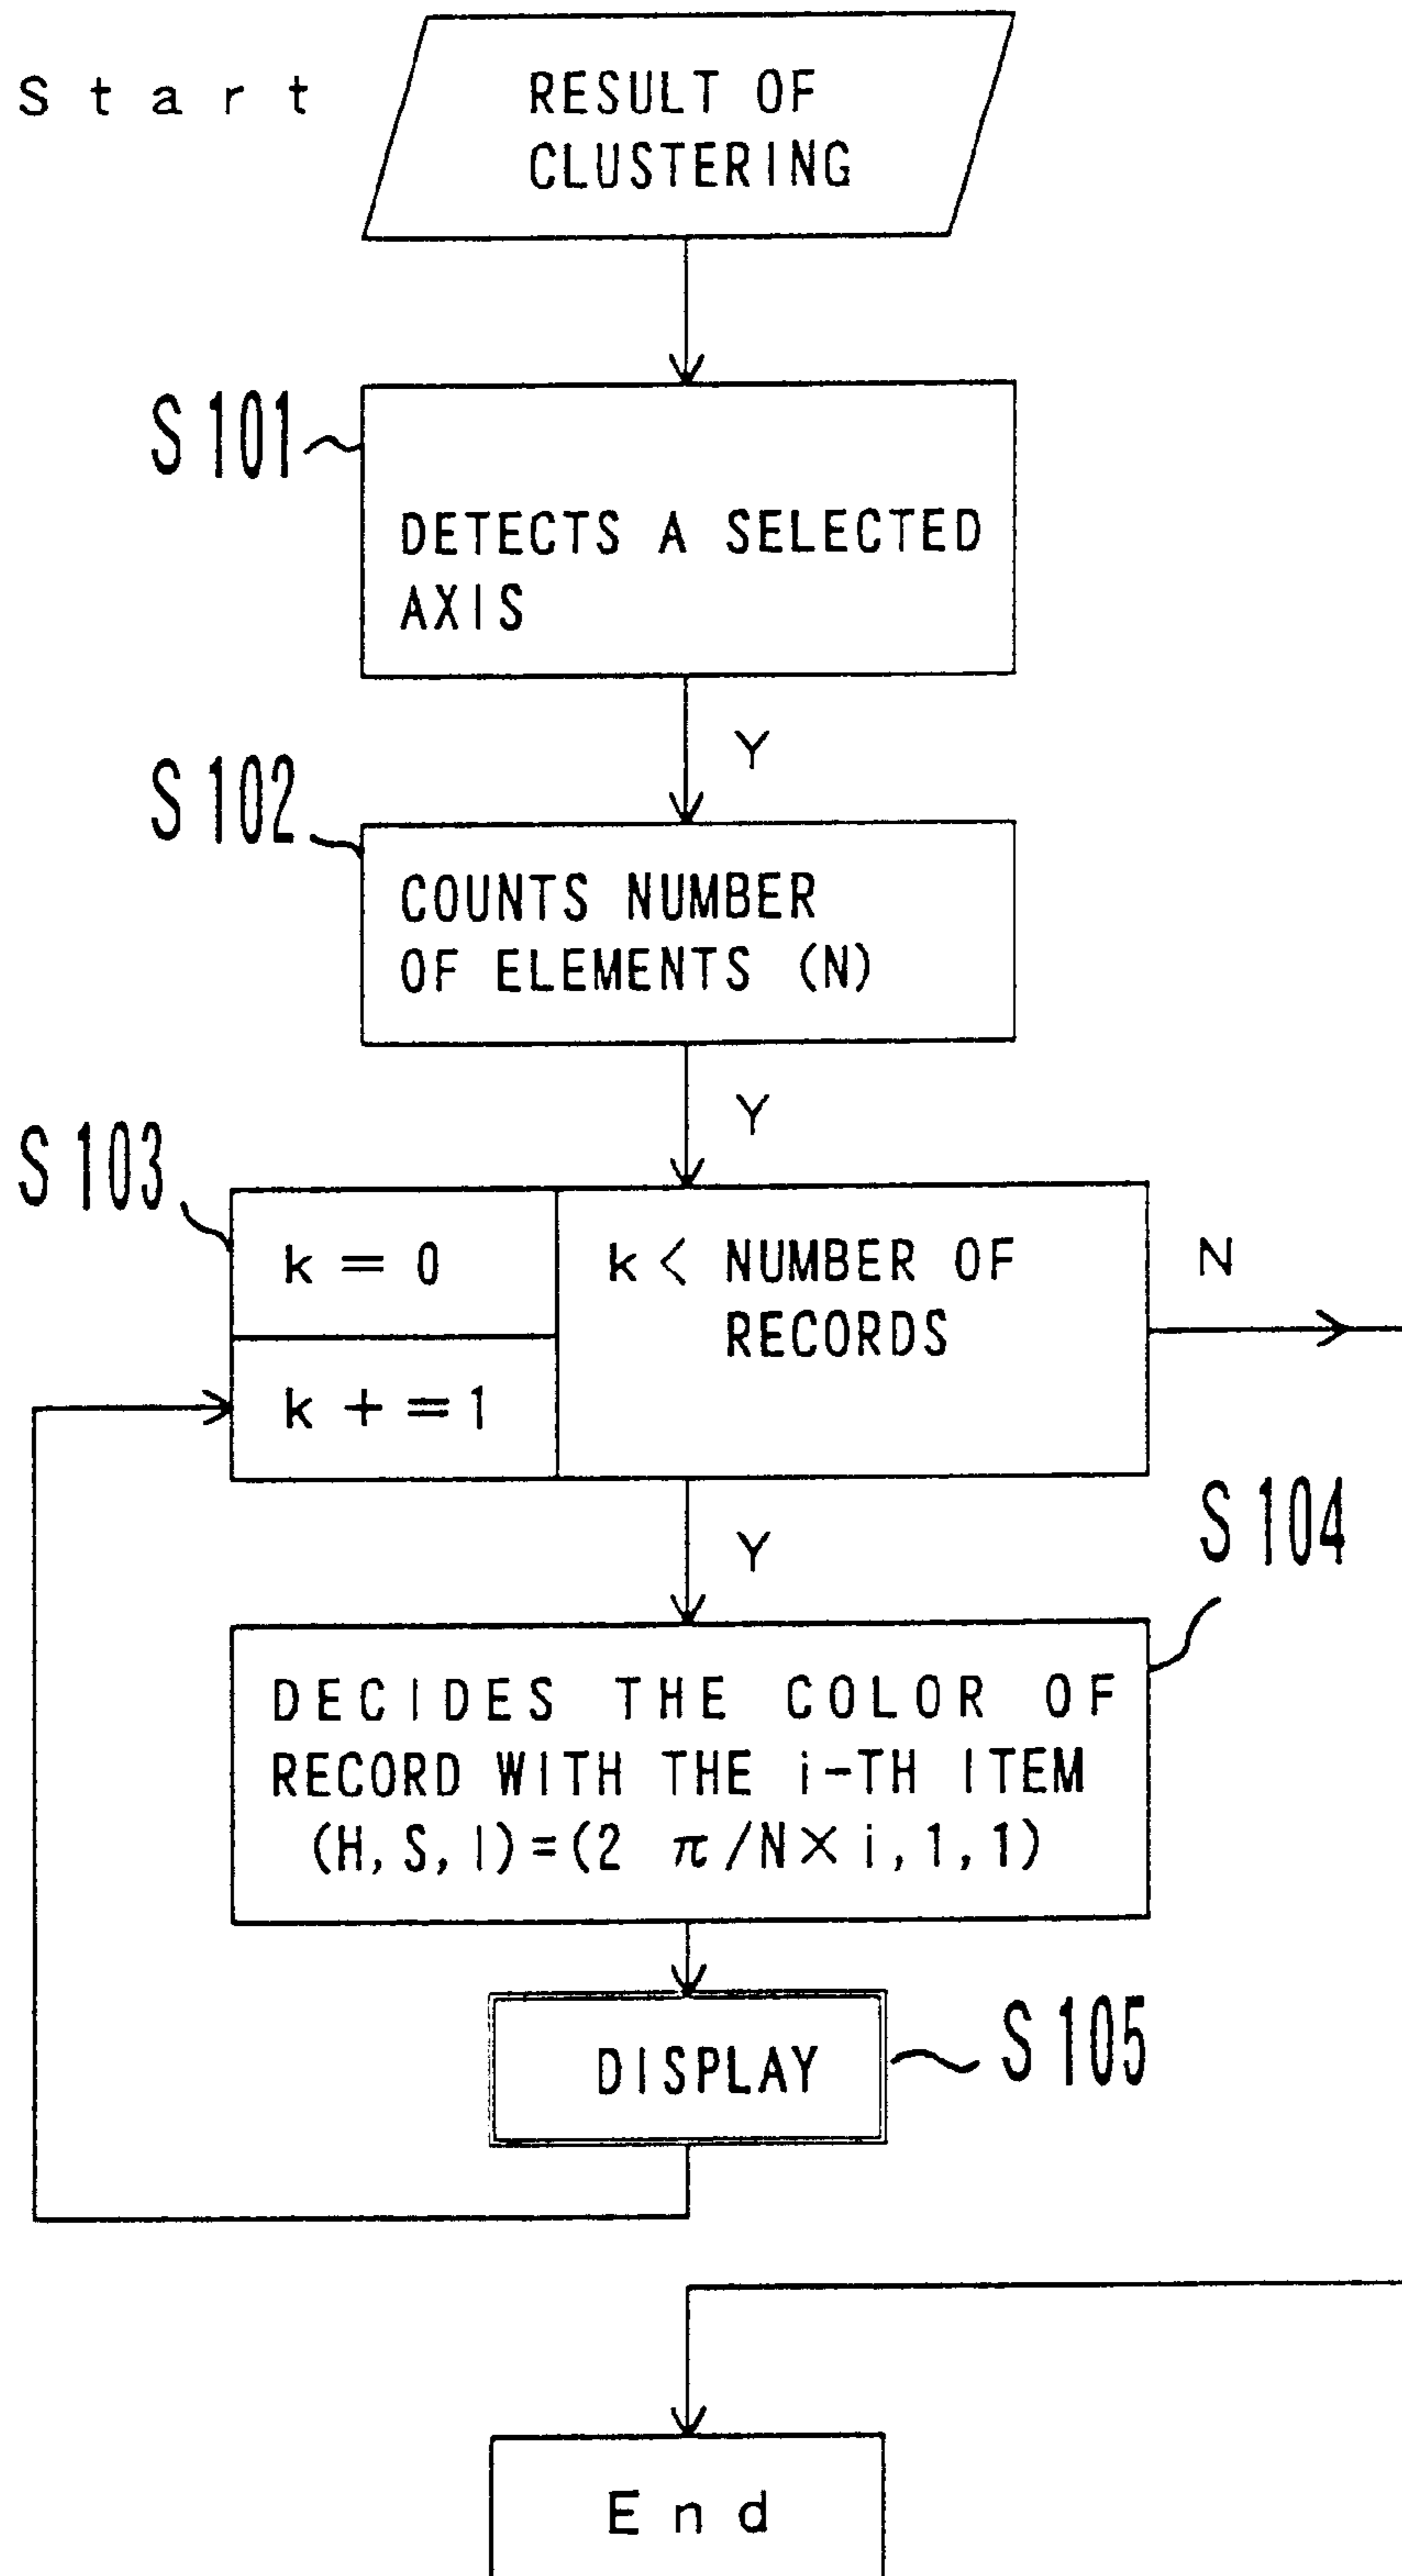 Start
RESULT OF
CLUSTERING
S101
DETECTS A SELECTED
AXIS
Y
S102
COUNTS NUMBER
OF ELEMENTS (N)
Y
S103
k = 0
k < NUMBER OF
RECORDS
N
k + = 1
Y
S104
DECIDES THE COLOR OF
RECORD WITH THE i-TH ITEM
(H, S, I) = (2 π/N × i, 1, 1)
DISPLAY
S105
End